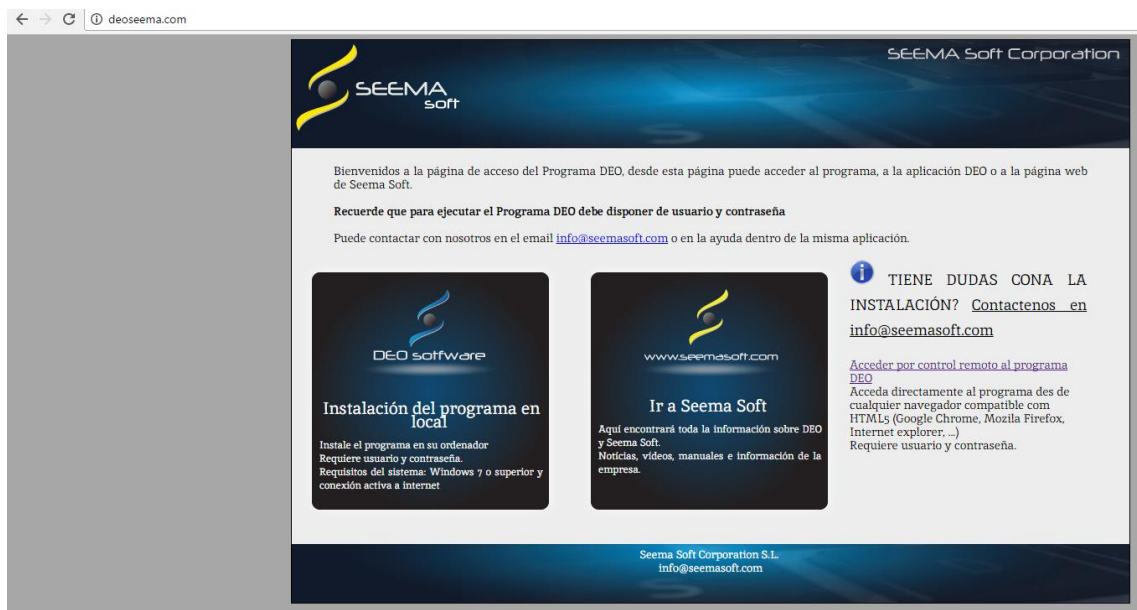 deoseema.com
SEEMA Soft Corporation
SEEMA
soft
Bienvenidos a la página de acceso del Programa DEO, desde esta página puede acceder al programa, a la aplicación DEO o a la página web
de Seema Soft.
Recuerde que para ejecutar el Programa DEO debe disponer de usuario y contraseña
Puede contactar con nosotros en el email info@seemasoft.com o en la ayuda dentro de la misma aplicación.
DEO sotfware
Instalación del programa en
local
Instale el programa en su ordenador
Requiere usuario y contraseña.
Requisitos del sistema: Windows 7 o superior y
conexión activa a internet
www.seemasoft.com
Ir a Seema Soft
Aquí encontrará toda la información sobre DEO
y Seema Soft.
Noticias, vídeos, manuales e información de la
empresa.
TIENE DUDAS CONA LA
INSTALACIÓN? Contactenos en
info@seemasoft.com
Acceder por control remoto al programa
DEO
Acceda directamente al programa des de
cualquier navegador compatible com
HTML5 (Google Chrome, Mozila Firefox,
Internet explorer, ...)
Requiere usuario y contraseña.
Seema Soft Corporation S.L.
info@seemasoft.com